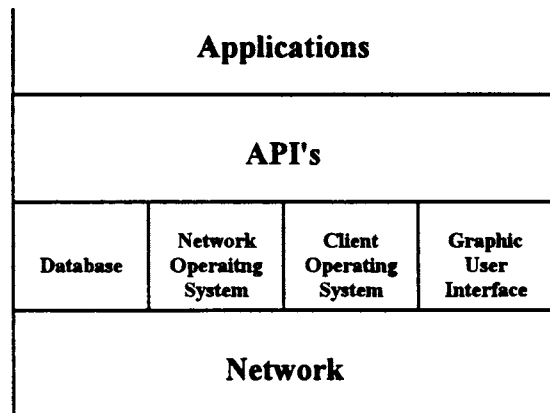 Applications
API's
Database
Network
Operaitng
System
Client
Operating
System
Graphic
User
Interface
Network